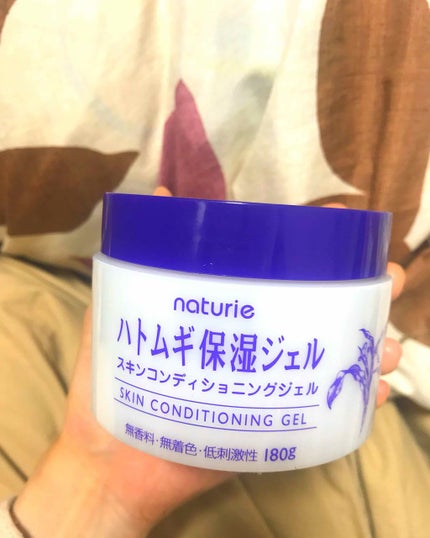 naturie
ハトムギ保湿ジェル
スキンコンディショニングジェル
SKIN CONDITIONING GEL
無香料・無着色・低刺激性 180g